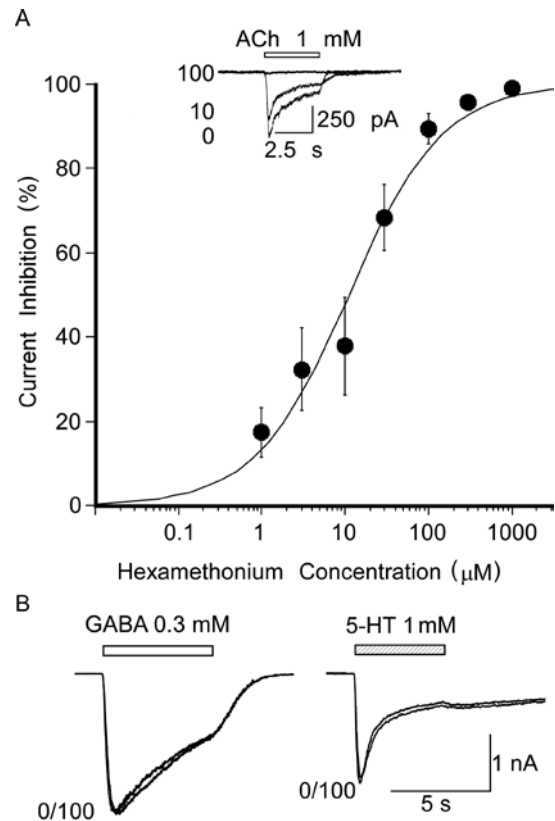 A
ACh 1 mM
100
10
0
250 pA
2.5 s
100
80
60
40
20
0
Current Inhibition (%)
0.1 1 10 100 1000
Hexamethonium Concentration (μM)
B
GABA 0.3 mM 5-HT 1 mM
0/100 0/100
1 nA
5 s